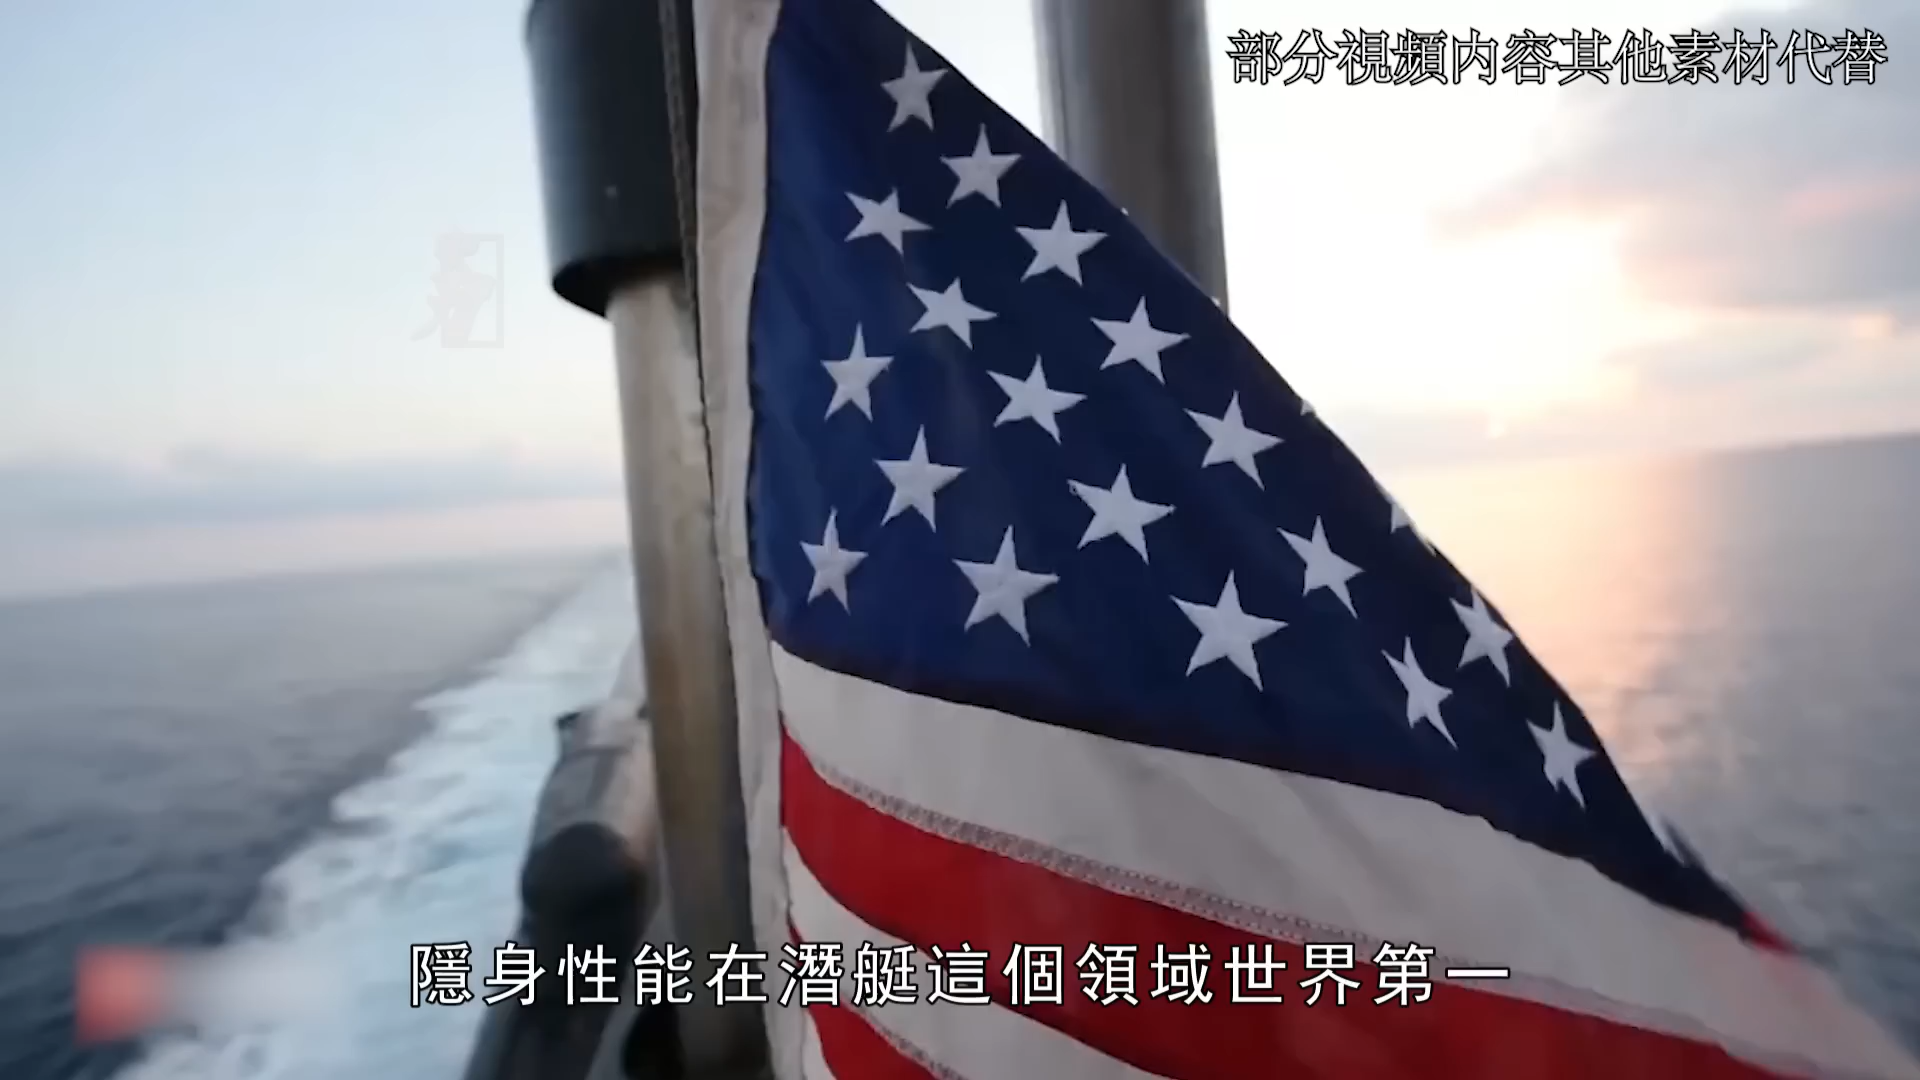 部分視頻内容其他素材代替
隱身性能在潛艇這個領域世界第一